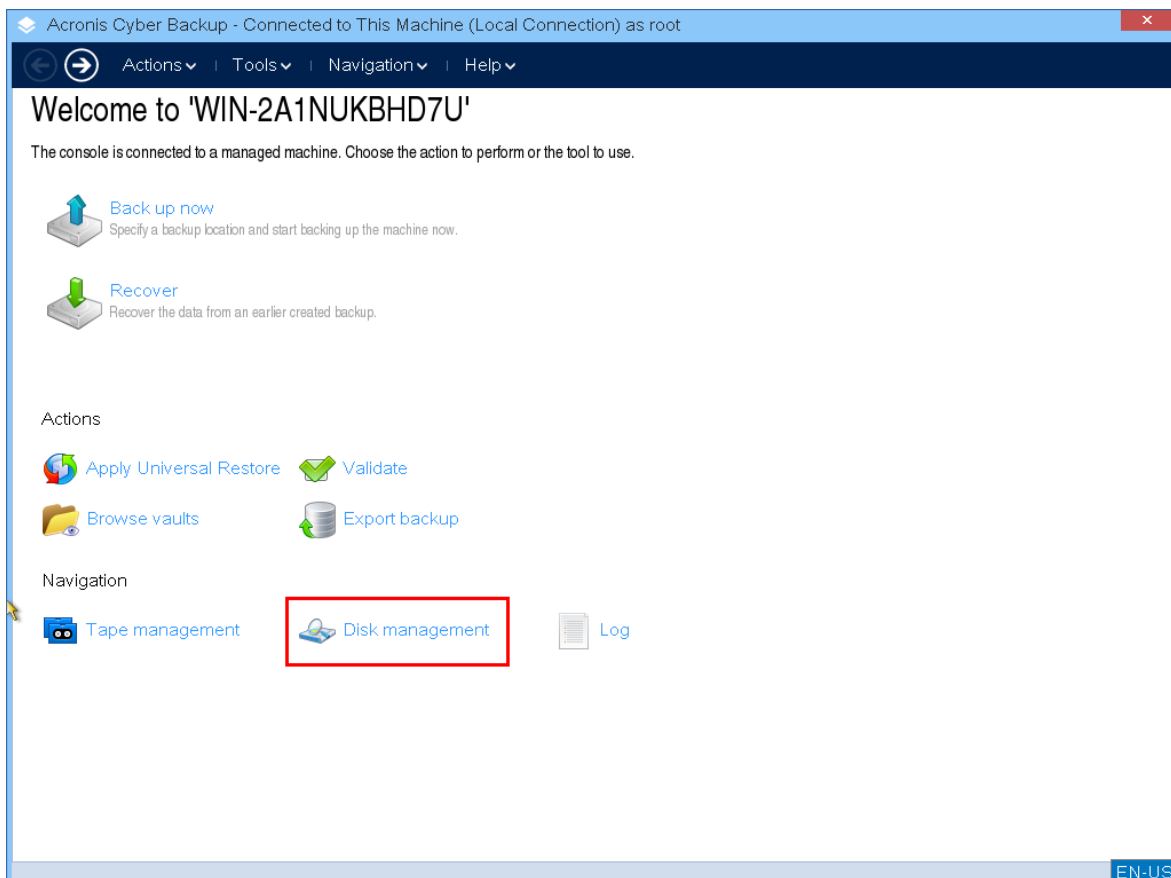 Acronis Cyber Backup - Connected to This Machine (Local Connection) as root
Actions Tools Navigation Help
Welcome to 'WIN-2A1NUKBHD7U'
The console is connected to a managed machine. Choose the action to perform or the tool to use.
Back up now
Specify a backup location and start backing up the machine now.
Recover
Recover the data from an earlier created backup.
Actions
Apply Universal Restore Validate
Browse vaults Export backup
Navigation
Tape management Disk management Log
EN-US